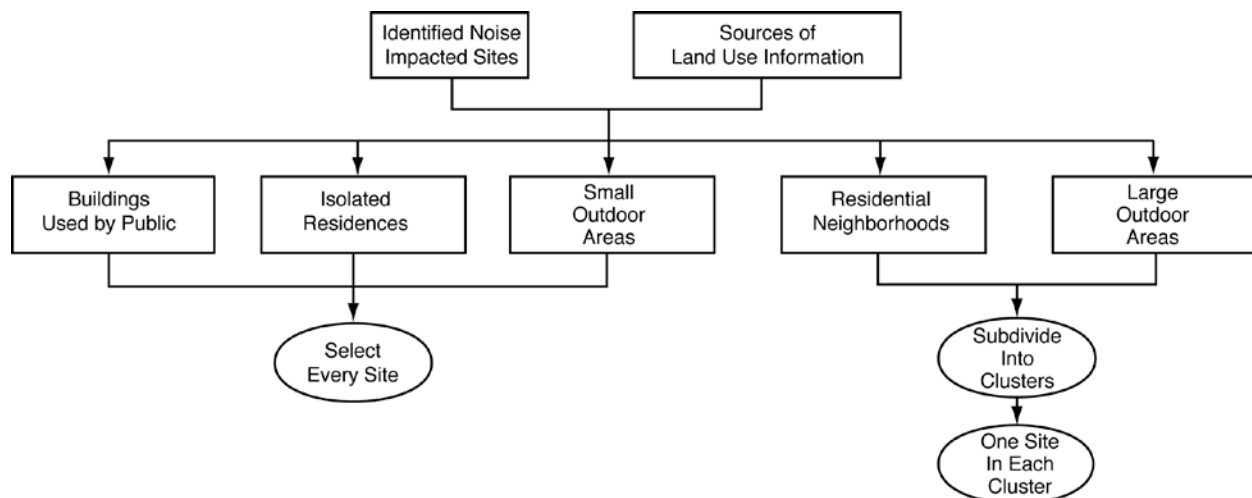 Identified Noise
Impacted Sites
Sources of
Land Use Information
Buildings
Used by Public
Isolated
Residences
Small
Outdoor
Areas
Residential
Neighborhoods
Large
Outdoor
Areas
Select
Every Site
Subdivide
Into
Clusters
One Site
In Each
Cluster